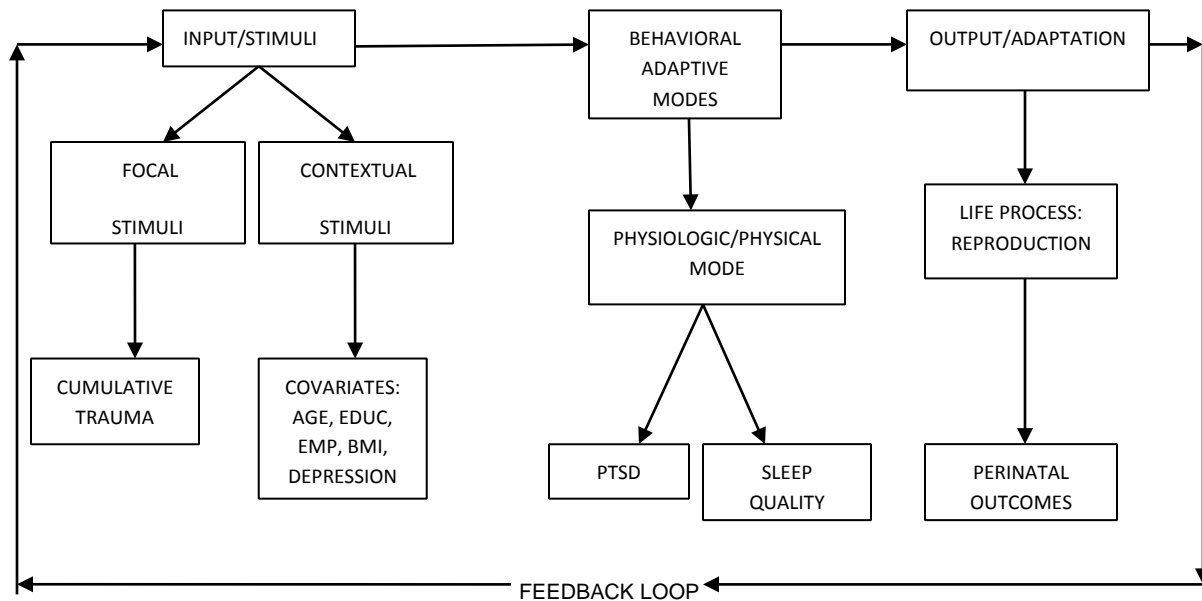 INPUT/STIMULI
BEHAVIORAL
ADAPTIVE
MODES
OUTPUT/ADAPTATION
FOCAL
STIMULI
CONTEXTUAL
STIMULI
PHYSIOLOGIC/PHYSICAL
MODE
LIFE PROCESS:
REPRODUCTION
CUMULATIVE
TRAUMA
COVARIATES:
AGE, EDUC,
EMP, BMI,
DEPRESSION
PTSD
SLEEP
QUALITY
PERINATAL
OUTCOMES
FEEDBACK LOOP